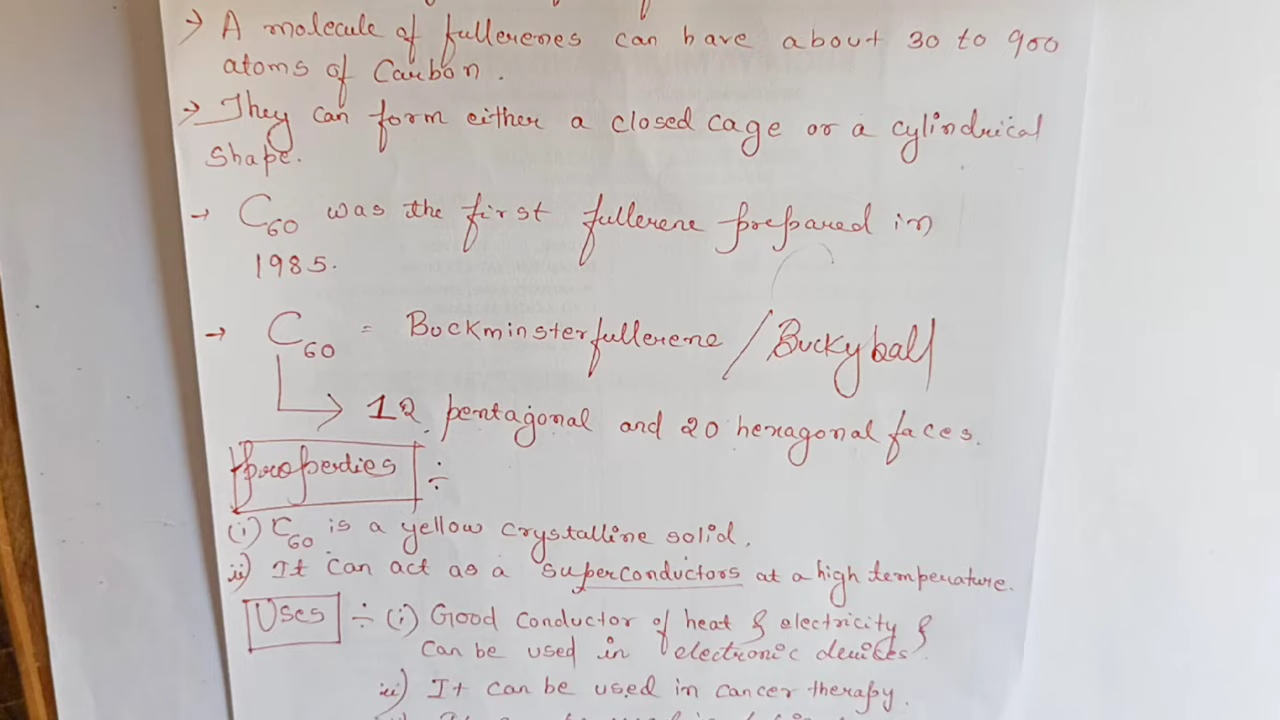 → A molecule of fullerenes can have about 30 to 900
atoms of Carbon.
→ They can form either a closed cage or a cylindrical
shape.
→ C60 was the first fullerene prepared in
1985.
→ C60 = Buckminsterfullerene / Buckyball
→ 12 pentagonal and 20 hexagonal faces.
Properties ÷
(i) C60 is a yellow crystalline solid.
ii) It can act as a superconductors at a high temperature.
Uses ÷ (i) Good conductor of heat & electricity &
can be used in electronic devices.
ii) It can be used in cancer therapy.